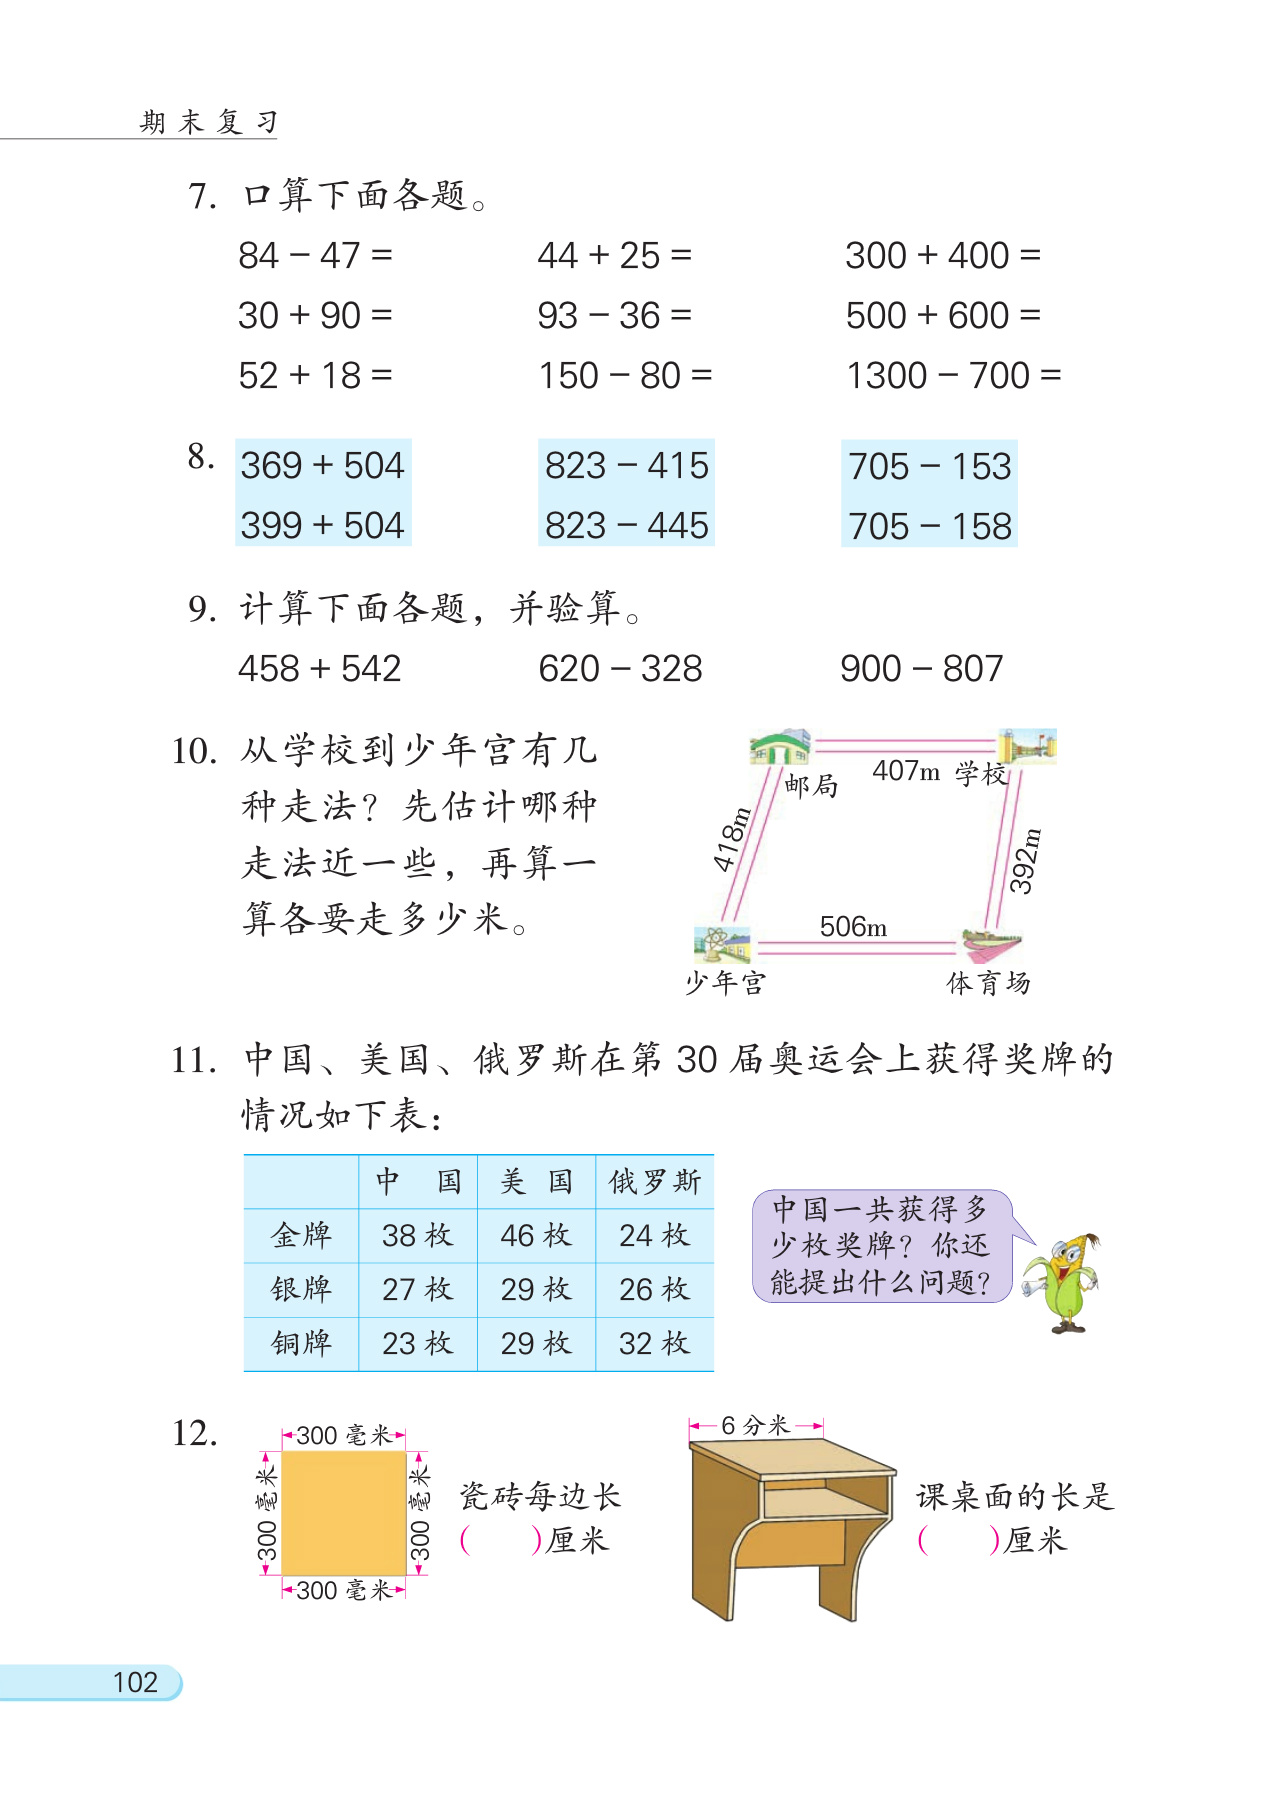 期末复习
7. 口算下面各题。
84 − 47 =  44 + 25 =  300 + 400 =
30 + 90 =  93 − 36 =  500 + 600 =
52 + 18 =  150 − 80 =  1300 − 700 =
8. 369 + 504  823 − 415  705 − 153
399 + 504  823 − 445  705 − 158
9. 计算下面各题，并验算。
458 + 542  620 − 328  900 − 807
10. 从学校到少年宫有几
种走法？先估计哪种
走法近一些，再算一
算各要走多少米。
邮局
407m
学校
418m
392m
506m
少年宫
体育场
11. 中国、美国、俄罗斯在第 30 届奥运会上获得奖牌的
情况如下表：
中 国  美 国  俄罗斯
金牌  38 枚  46 枚  24 枚
银牌  27 枚  29 枚  26 枚
铜牌  23 枚  29 枚  32 枚
中国一共获得多
少枚奖牌？你还
能提出什么问题？
12.
300 毫米
300 毫米
300 毫米
300 毫米
瓷砖每边长
(  )厘米
6 分米
课桌面的长是
(  )厘米
102